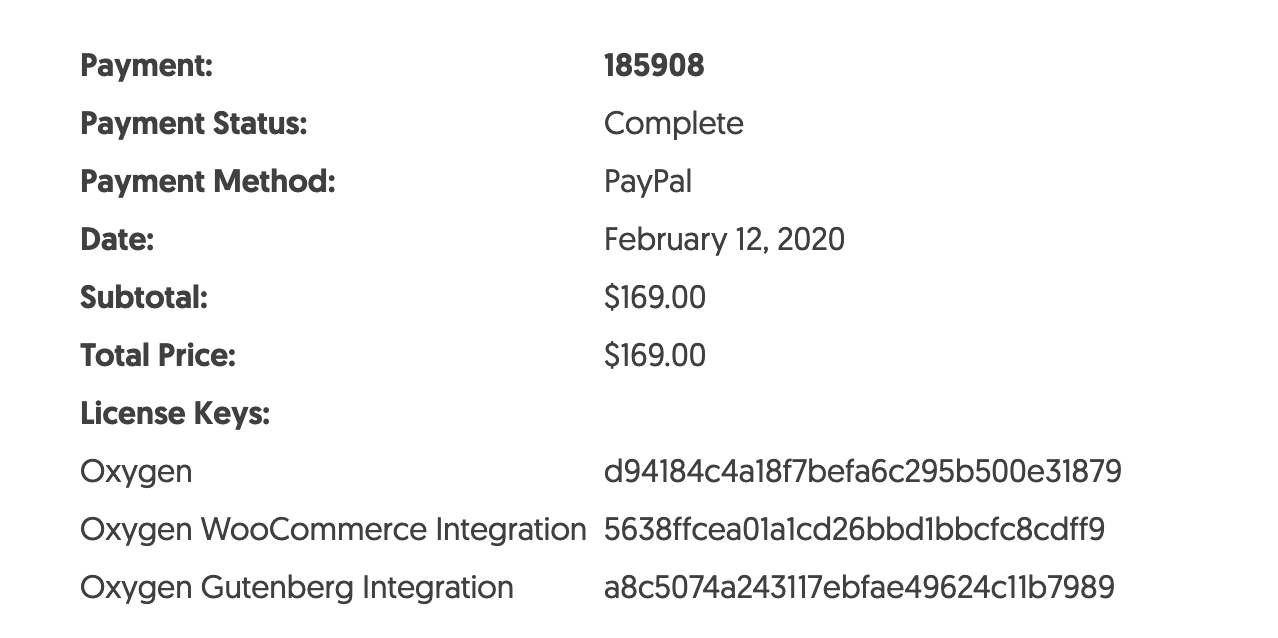 Payment: 185908
Payment Status: Complete
Payment Method: PayPal
Date: February 12, 2020
Subtotal: $169.00
Total Price: $169.00
License Keys:
Oxygen d94184c4a18f7befa6c295b500e31879
Oxygen WooCommerce Integration 5638ffcea01a1cd26bbd1bbcfc8cdff9
Oxygen Gutenberg Integration a8c5074a243117ebfae49624c11b7989